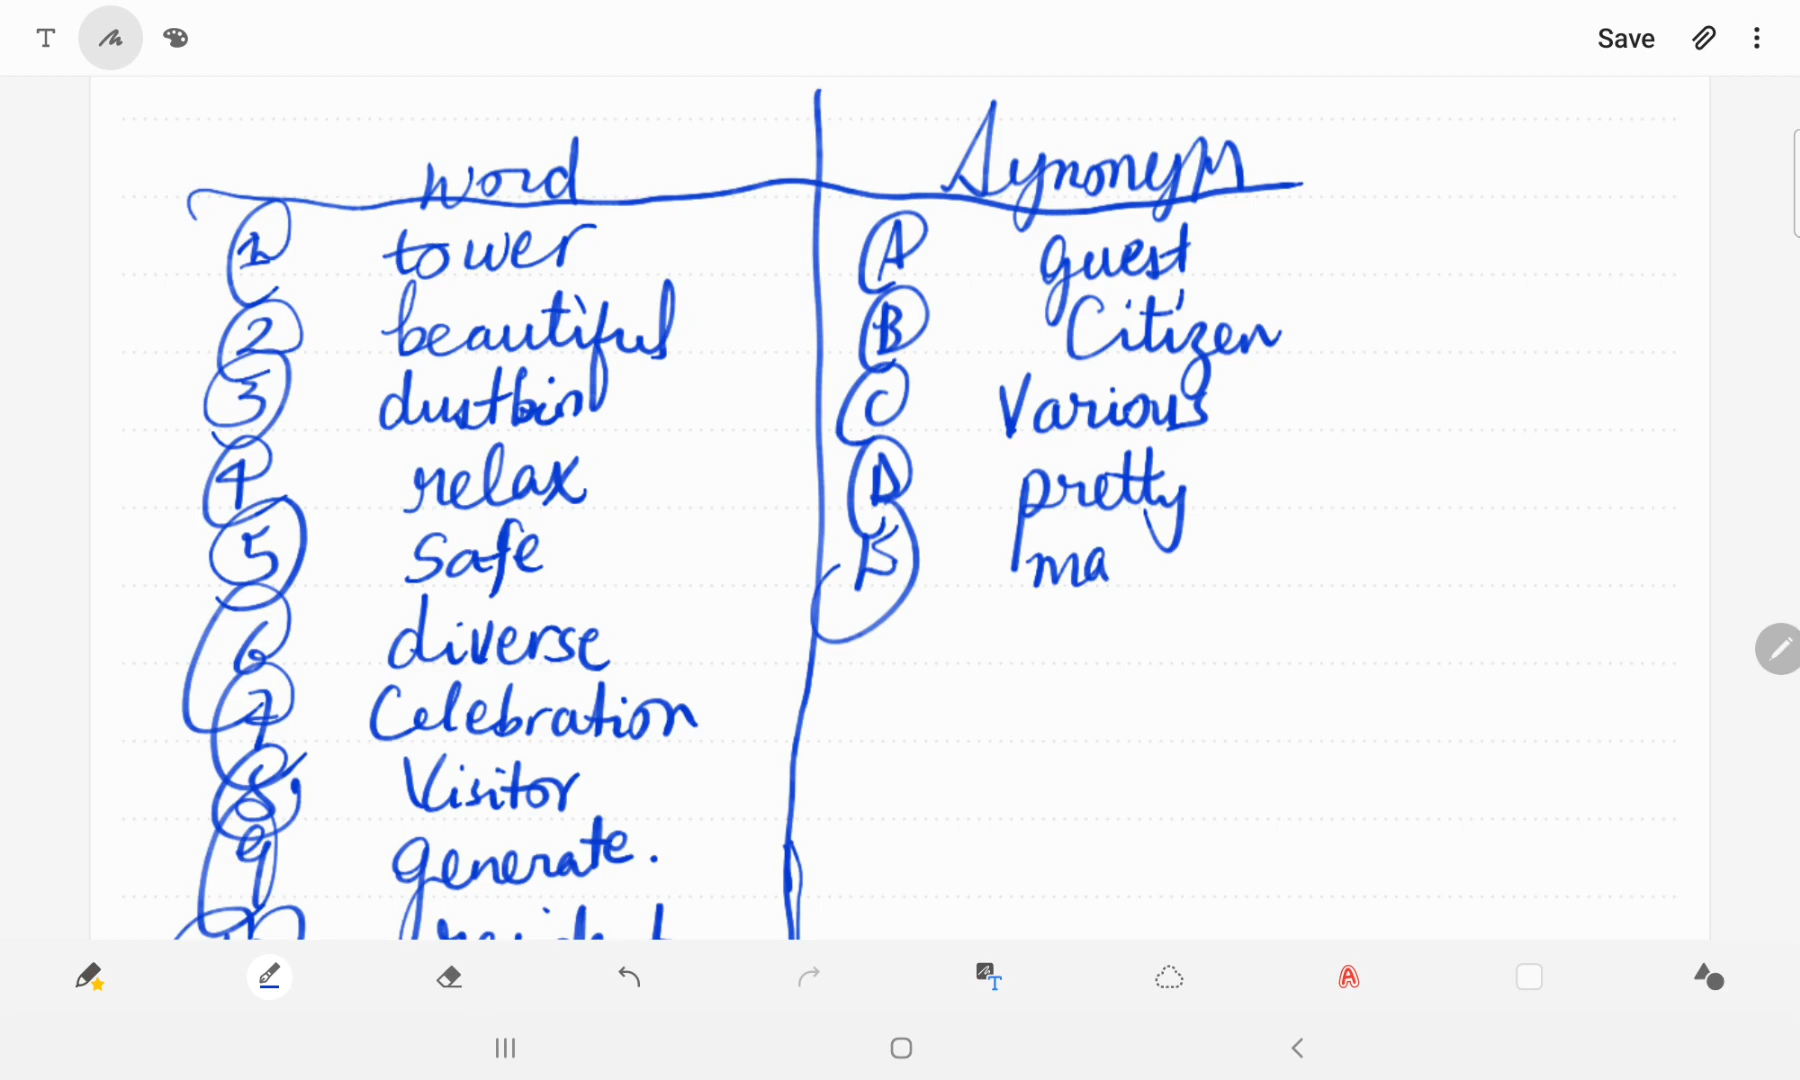 Save
word Synonym
1 tower A guest
2 beautiful B Citizen
3 dustbin C Various
4 relax D pretty
5 Safe E ma
6 diverse
7 Celebration
8 Visitor
9 generate.
10